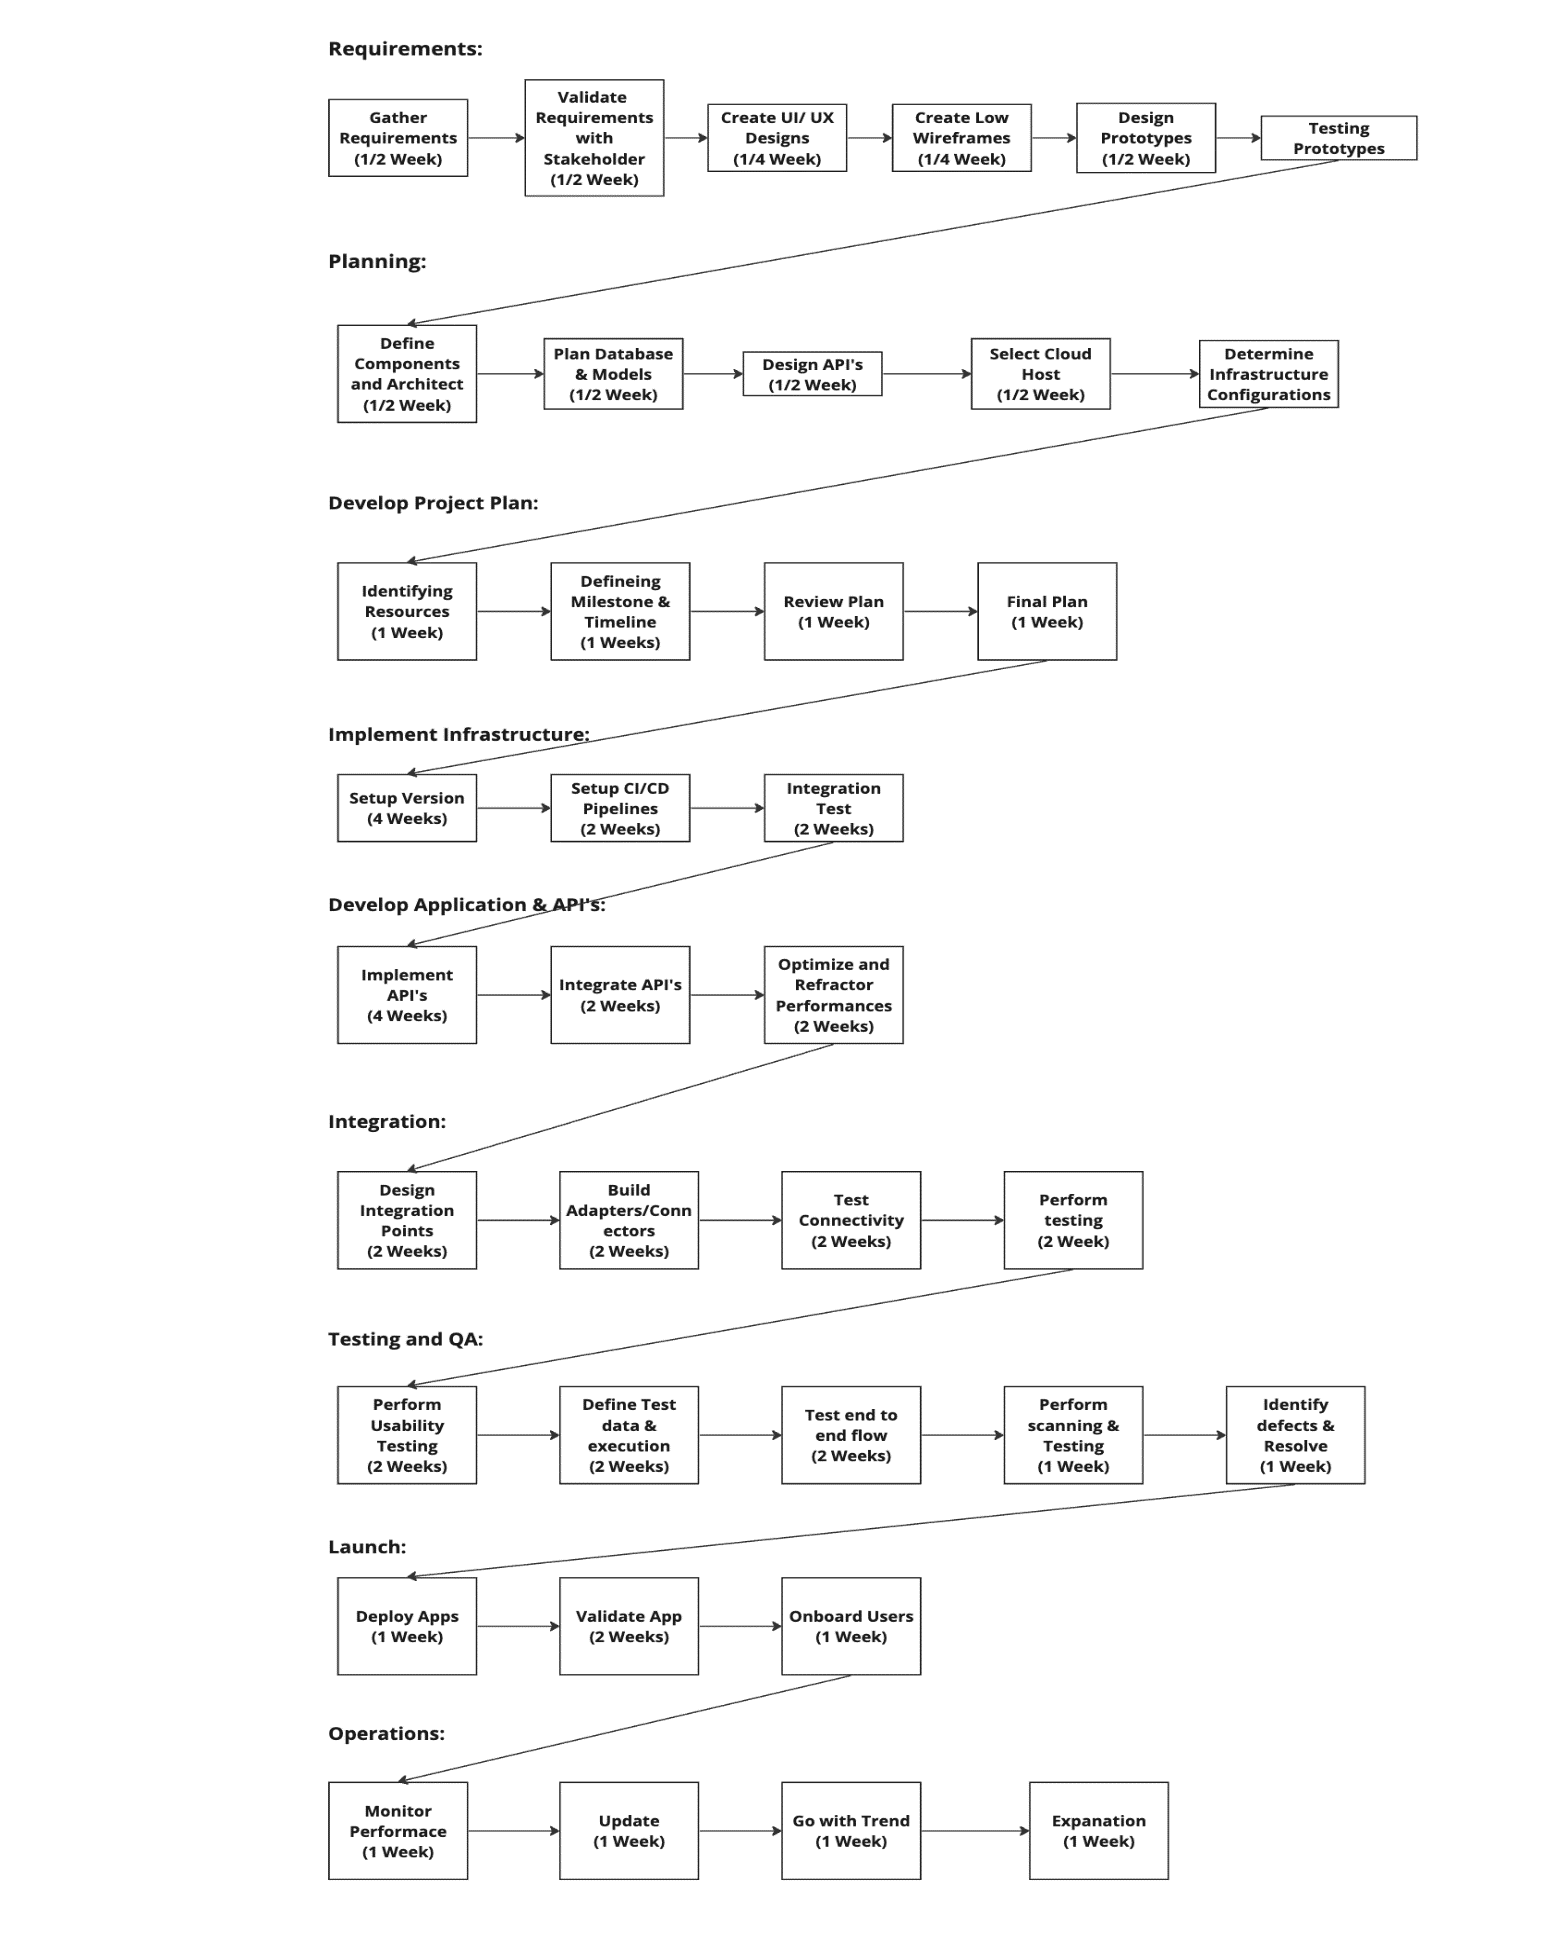 Requirements:
Gather
Requirements
(1/2 Week)
Validate
Requirements
with
Stakeholder
(1/2 Week)
Create UI/ UX
Designs
(1/4 Week)
Create Low
Wireframes
(1/4 Week)
Design
Prototypes
(1/2 Week)
Testing
Prototypes
Planning:
Define
Components
and Architect
(1/2 Week)
Plan Database
& Models
(1/2 Week)
Design API's
(1/2 Week)
Select Cloud
Host
(1/2 Week)
Determine
Infrastructure
Configurations
Develop Project Plan:
Identifying
Resources
(1 Week)
Defineing
Milestone &
Timeline
(1 Weeks)
Review Plan
(1 Week)
Final Plan
(1 Week)
Implement Infrastructure:
Setup Version
(4 Weeks)
Setup CI/CD
Pipelines
(2 Weeks)
Integration
Test
(2 Weeks)
Develop Application & API's:
Implement
API's
(4 Weeks)
Integrate API's
(2 Weeks)
Optimize and
Refractor
Performances
(2 Weeks)
Integration:
Design
Integration
Points
(2 Weeks)
Build
Adapters/Conn
ectors
(2 Weeks)
Test
Connectivity
(2 Weeks)
Perform
testing
(2 Week)
Testing and QA:
Perform
Usability
Testing
(2 Weeks)
Define Test
data &
execution
(2 Weeks)
Test end to
end flow
(2 Weeks)
Perform
scanning &
Testing
(1 Week)
Identify
defects &
Resolve
(1 Week)
Launch:
Deploy Apps
(1 Week)
Validate App
(2 Weeks)
Onboard Users
(1 Week)
Operations:
Monitor
Performace
(1 Week)
Update
(1 Week)
Go with Trend
(1 Week)
Expanation
(1 Week)